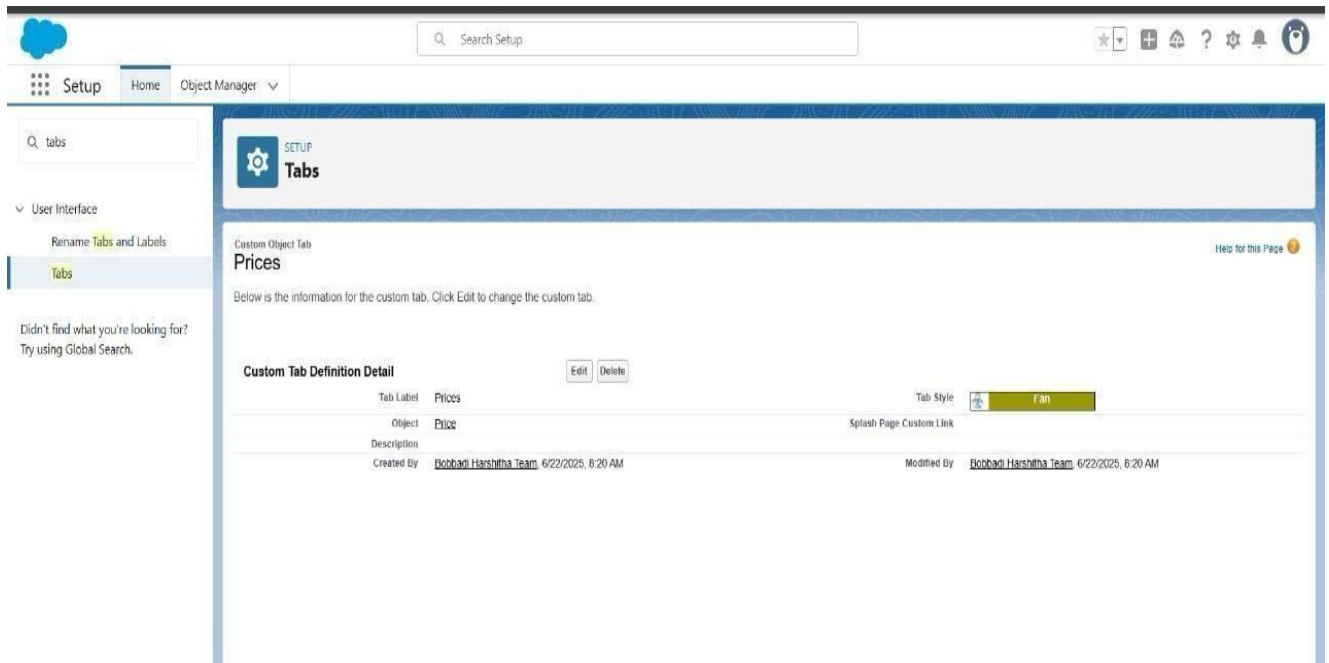 Search Setup
Setup Home Object Manager
tabs
SETUP
Tabs
User Interface
Rename Tabs and Labels
Tabs
Didn't find what you're looking for?
Try using Global Search.
Custom Object Tab
Prices
Help for this Page
Below is the information for the custom tab. Click Edit to change the custom tab.
Custom Tab Definition Detail Edit Delete
Tab Label Prices Tab Style Fan
Object Price Splash Page Custom Link
Description
Created By Bobbadi Harshitha Team, 6/22/2025, 8:20 AM Modified By Bobbadi Harshitha Team, 6/22/2025, 8:20 AM